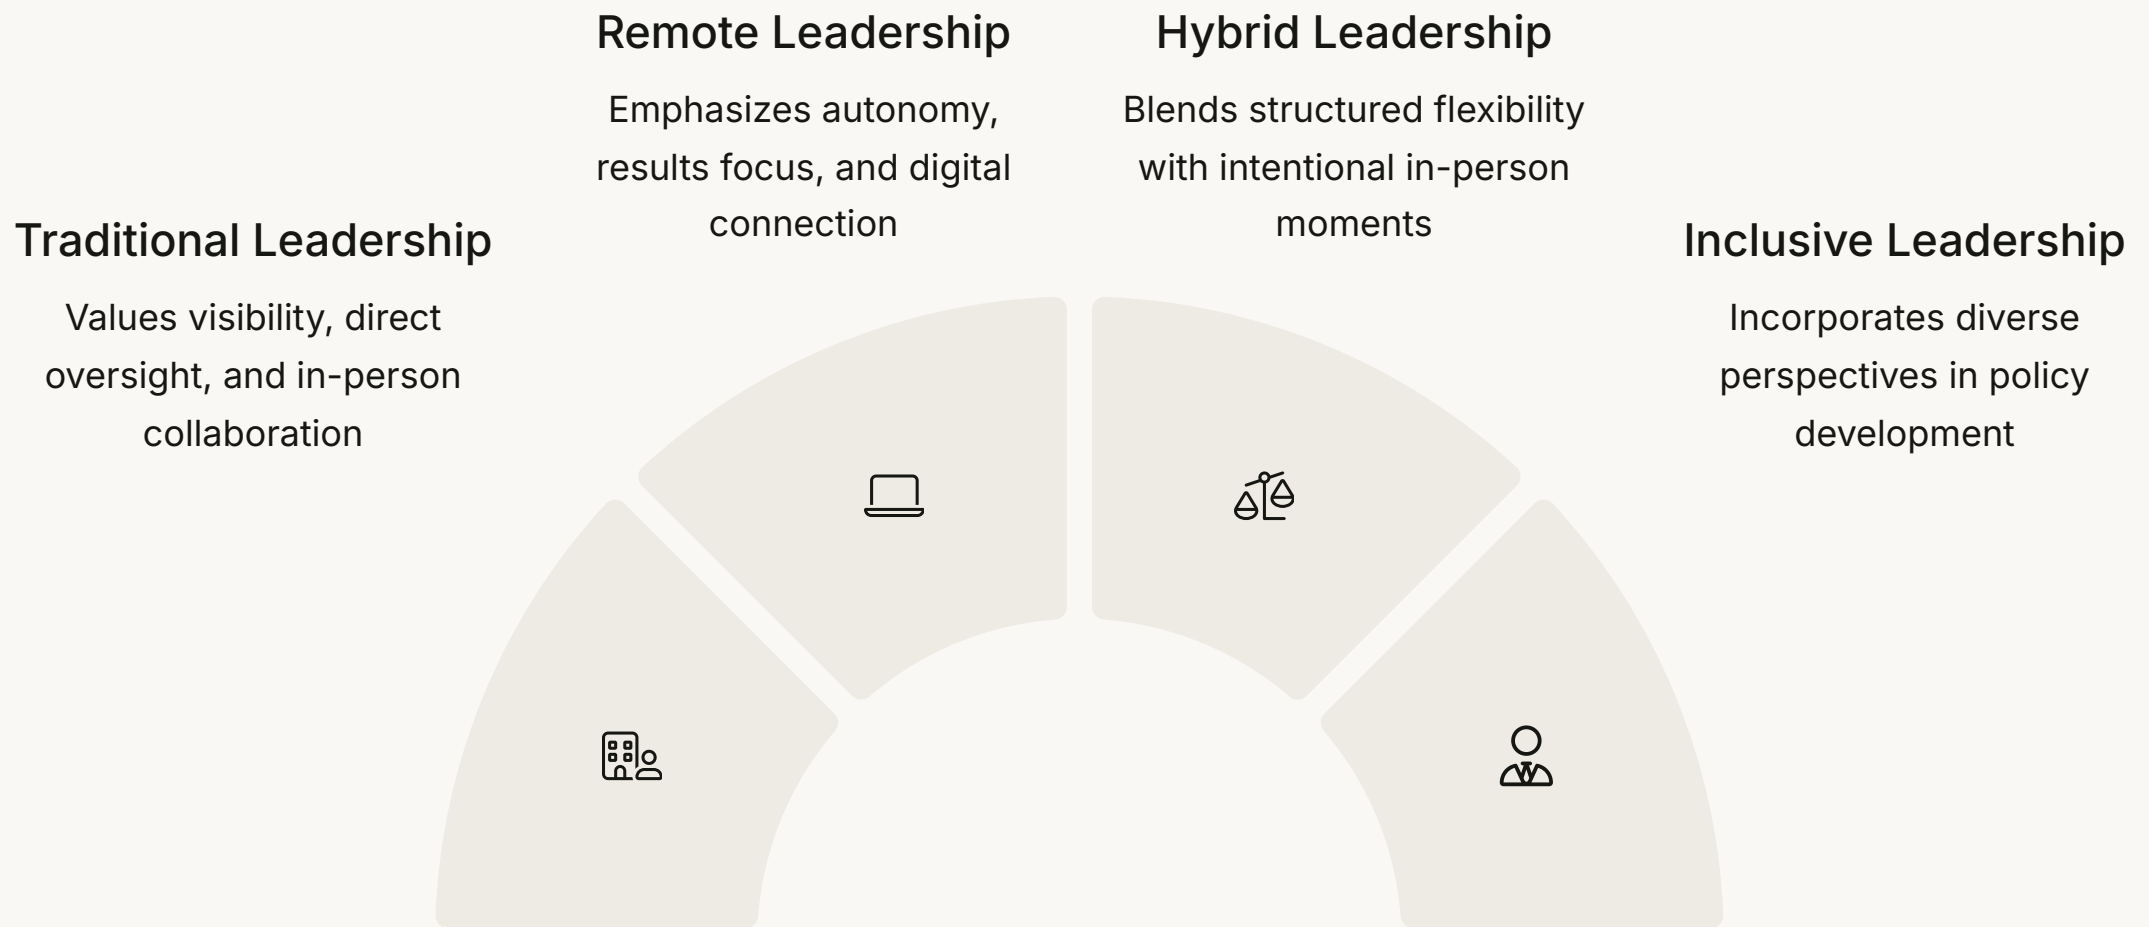 Traditional Leadership
Values visibility, direct
oversight, and in-person
collaboration
Remote Leadership
Emphasizes autonomy,
results focus, and digital
connection
Hybrid Leadership
Blends structured flexibility
with intentional in-person
moments
Inclusive Leadership
Incorporates diverse
perspectives in policy
development